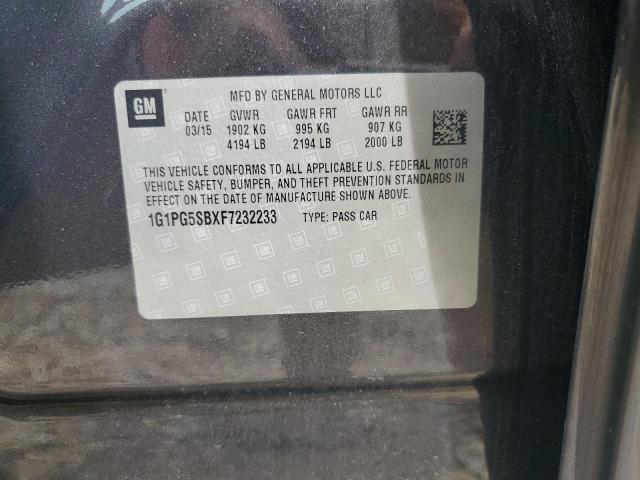 GM
MFD BY GENERAL MOTORS LLC
DATE GVWR GAWR FRT GAWR RR
03/15 1902 KG 995 KG 907 KG
4194 LB 2194 LB 2000 LB
THIS VEHICLE CONFORMS TO ALL APPLICABLE U.S. FEDERAL MOTOR
VEHICLE SAFETY, BUMPER, AND THEFT PREVENTION STANDARDS IN
EFFECT ON THE DATE OF MANUFACTURE SHOWN ABOVE.
1G1PG5SBXF7232233 TYPE: PASS CAR